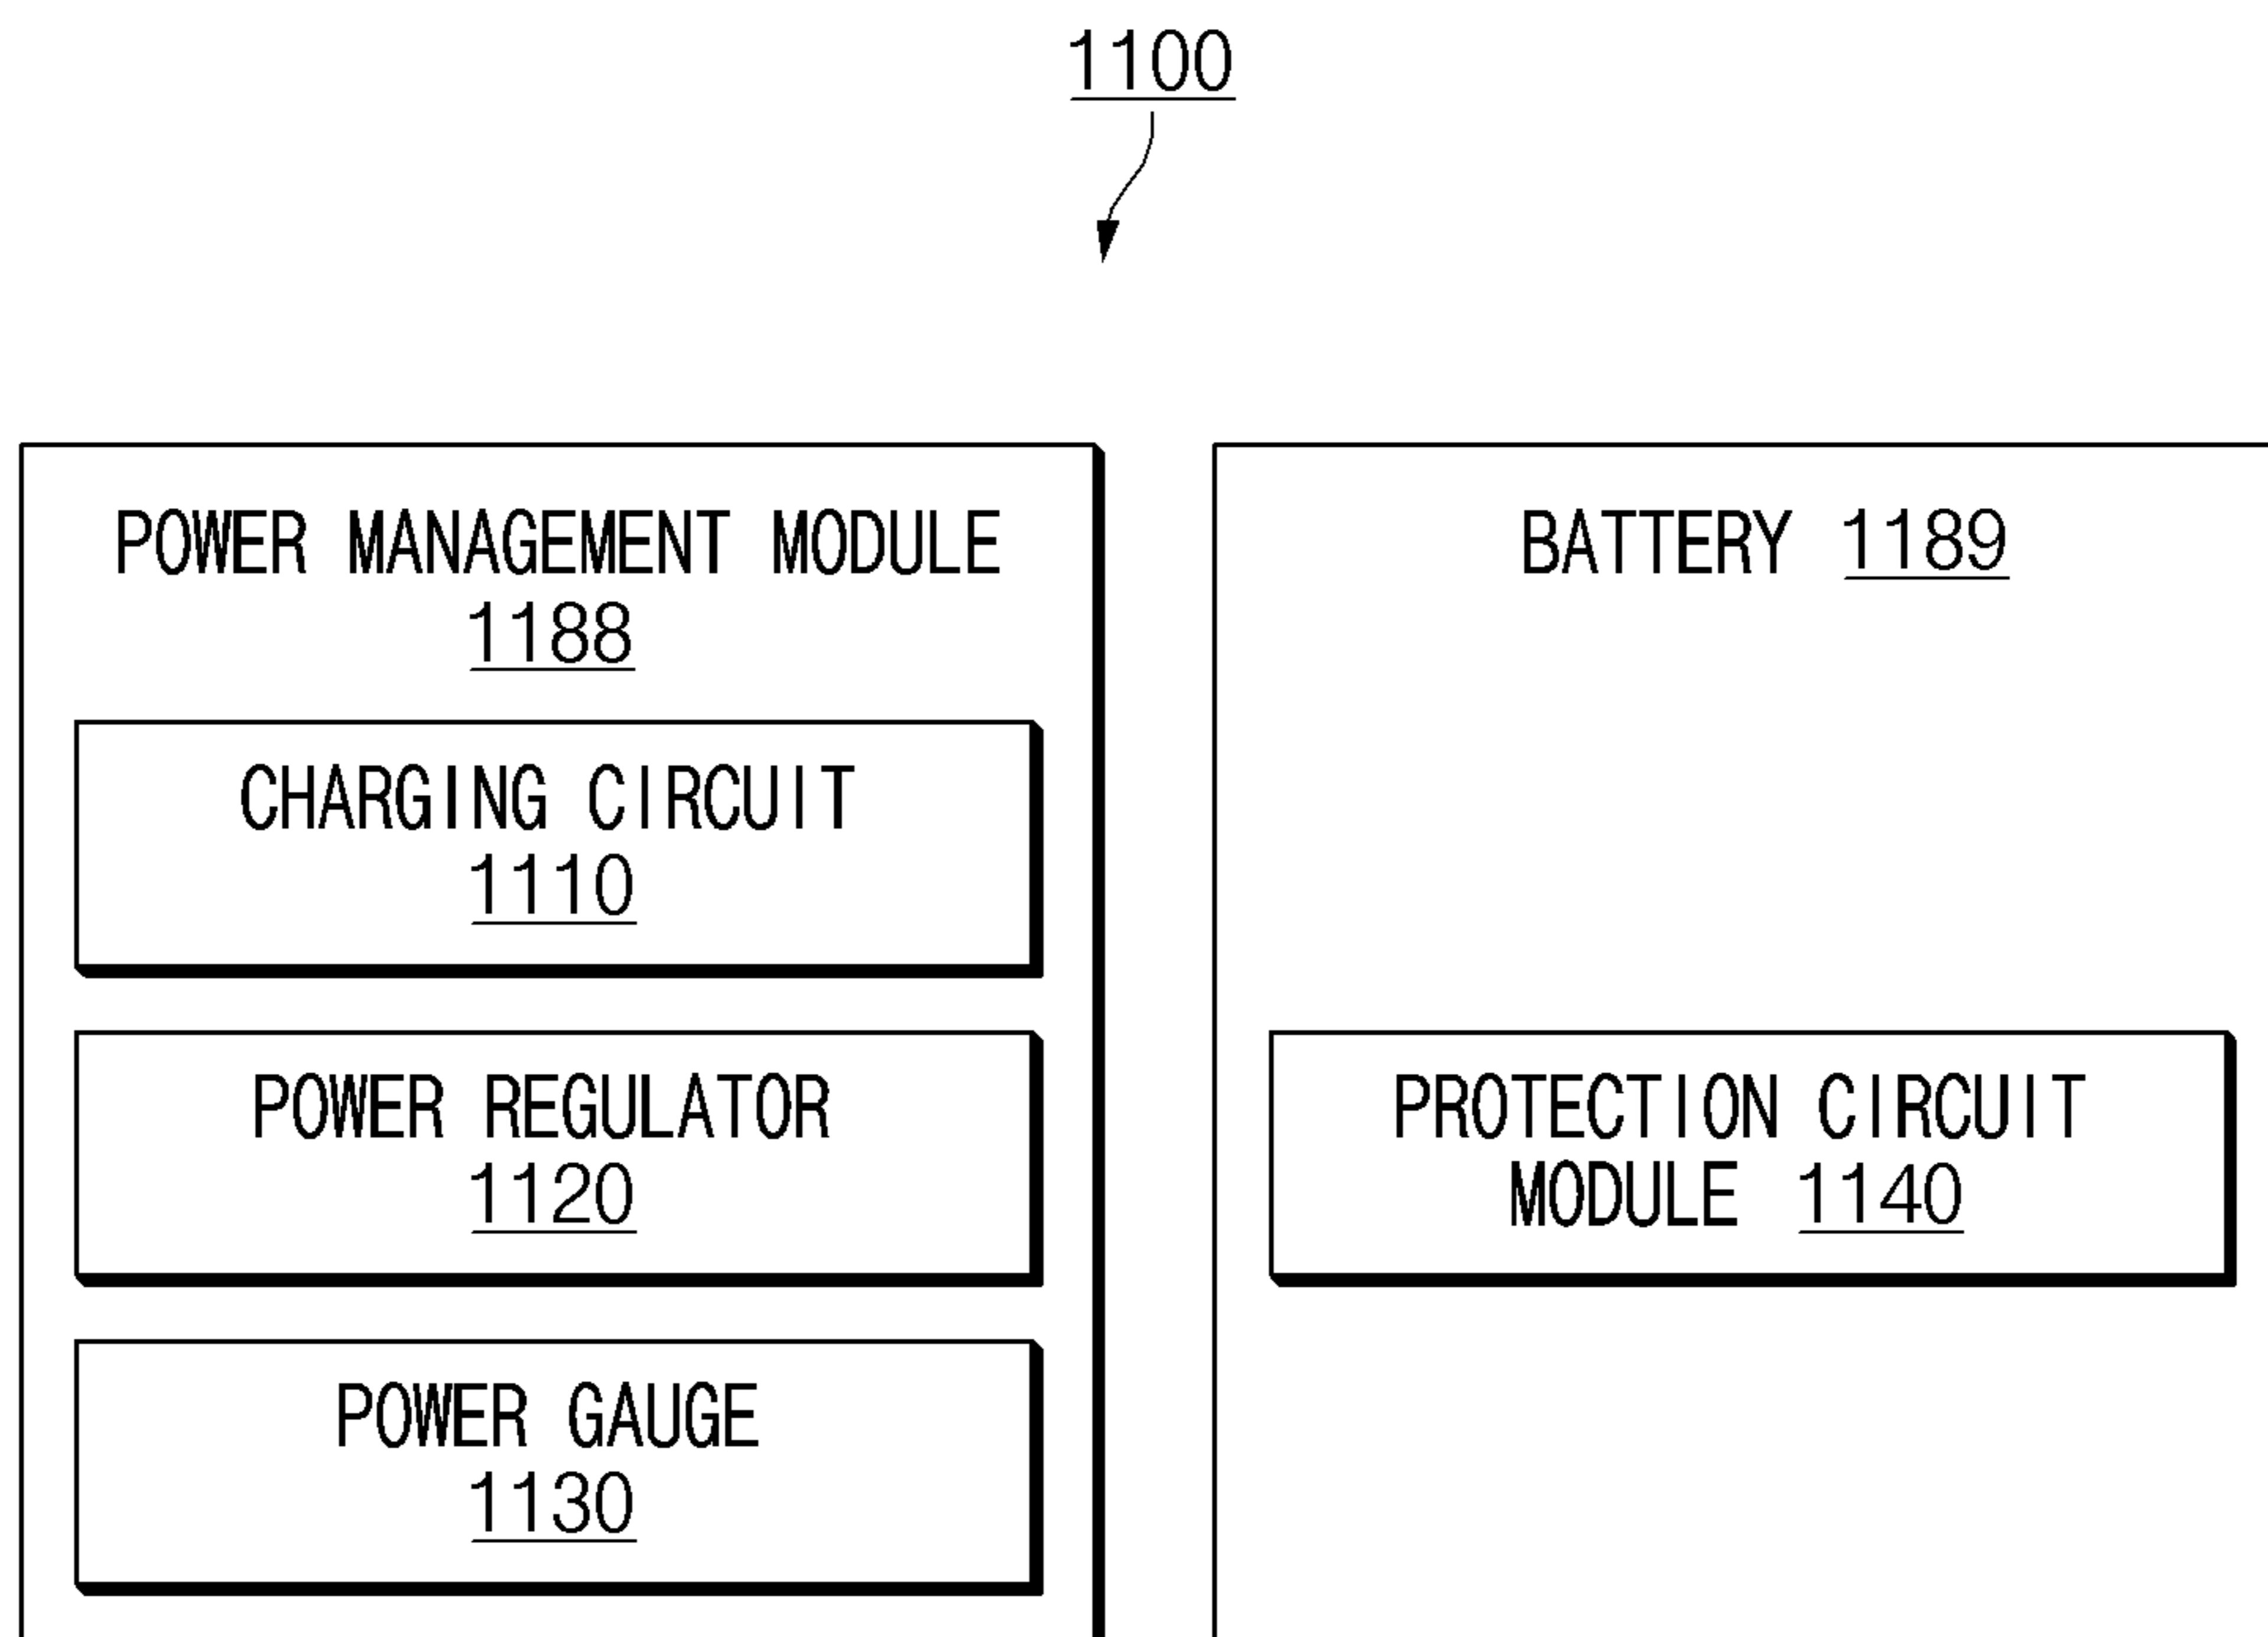 1100
POWER MANAGEMENT MODULE
1188
CHARGING CIRCUIT
1110
POWER REGULATOR
1120
POWER GAUGE
1130
BATTERY 1189
PROTECTION CIRCUIT
MODULE 1140